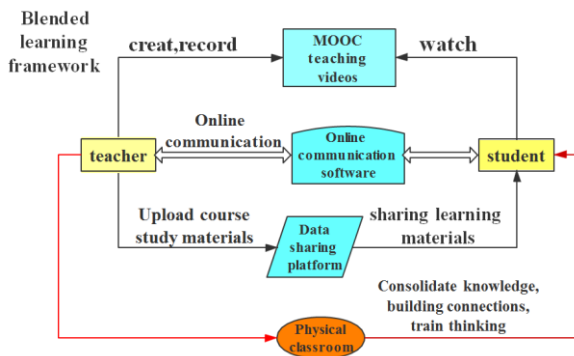 Blended
learning
framework
creat,record
MOOC
teaching
videos
watch
teacher
Online
communication
Online
communication
software
student
Upload course
study materials
Data
sharing
platform
sharing learning
materials
Physical
classroom
Consolidate knowledge,
building connections,
train thinking